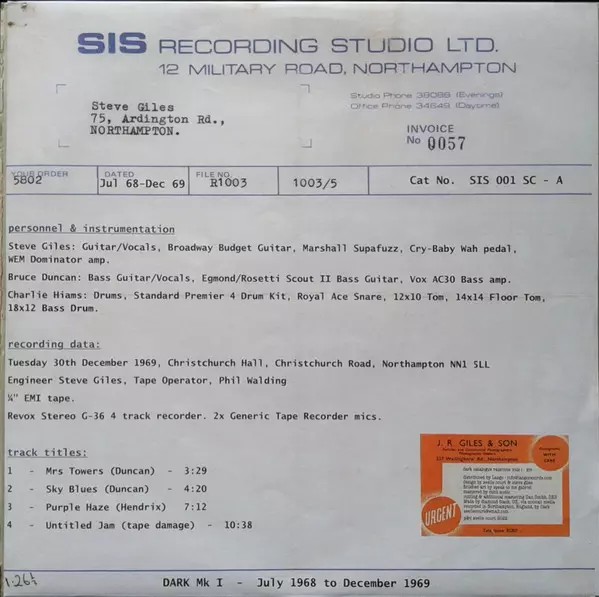 SIS RECORDING STUDIO LTD.
12 MILITARY ROAD, NORTHAMPTON
Studio Phone 39098 (Evenings)
Office Phone 34649 (Daytime)
Steve Giles
75, Ardington Rd.,
NORTHAMPTON.
INVOICE
No 0057
YOUR ORDER
5802
DATED
Jul 68-Dec 69
FILE NO.
R1003
1003/5
Cat No. SIS 001 SC - A
personnel & instrumentation
Steve Giles: Guitar/Vocals, Broadway Budget Guitar, Marshall Supafuzz, Cry-Baby Wah pedal,
WEM Dominator amp.
Bruce Duncan: Bass Guitar/Vocals, Egmond/Rosetti Scout II Bass Guitar, Vox AC30 Bass amp.
Charlie Hiams: Drums, Standard Premier 4 Drum Kit, Royal Ace Snare, 12x10 Tom, 14x14 Floor Tom,
18x12 Bass Drum.
recording data:
Tuesday 30th December 1969, Christchurch Hall, Christchurch Road, Northampton NN1 5LL
Engineer Steve Giles, Tape Operator, Phil Walding
¼" EMI tape.
Revox Stereo G-36 4 track recorder. 2x Generic Tape Recorder mics.
track titles:
1 - Mrs Towers (Duncan) - 3:29
2 - Sky Blues (Duncan) - 4:20
3 - Purple Haze (Hendrix) - 7:12
4 - Untitled Jam (tape damage) - 10:38
J. R. GILES & SON
WITH
CARE
URGENT
DARK Mk I - July 1968 to December 1969